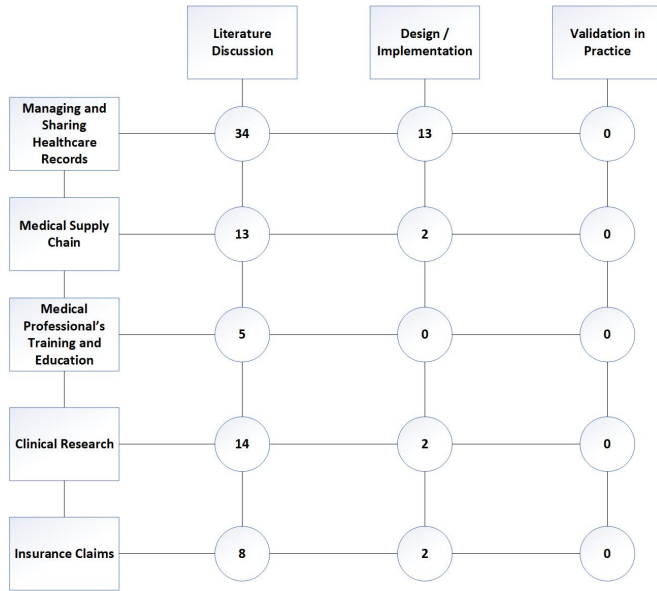 Literature
Discussion
Design /
Implementation
Validation in
Practice
Managing and
Sharing
Healthcare
Records
34
13
0
Medical Supply
Chain
13
2
0
Medical
Professional's
Training and
Education
5
0
0
Clinical Research
14
2
0
Insurance Claims
8
2
0